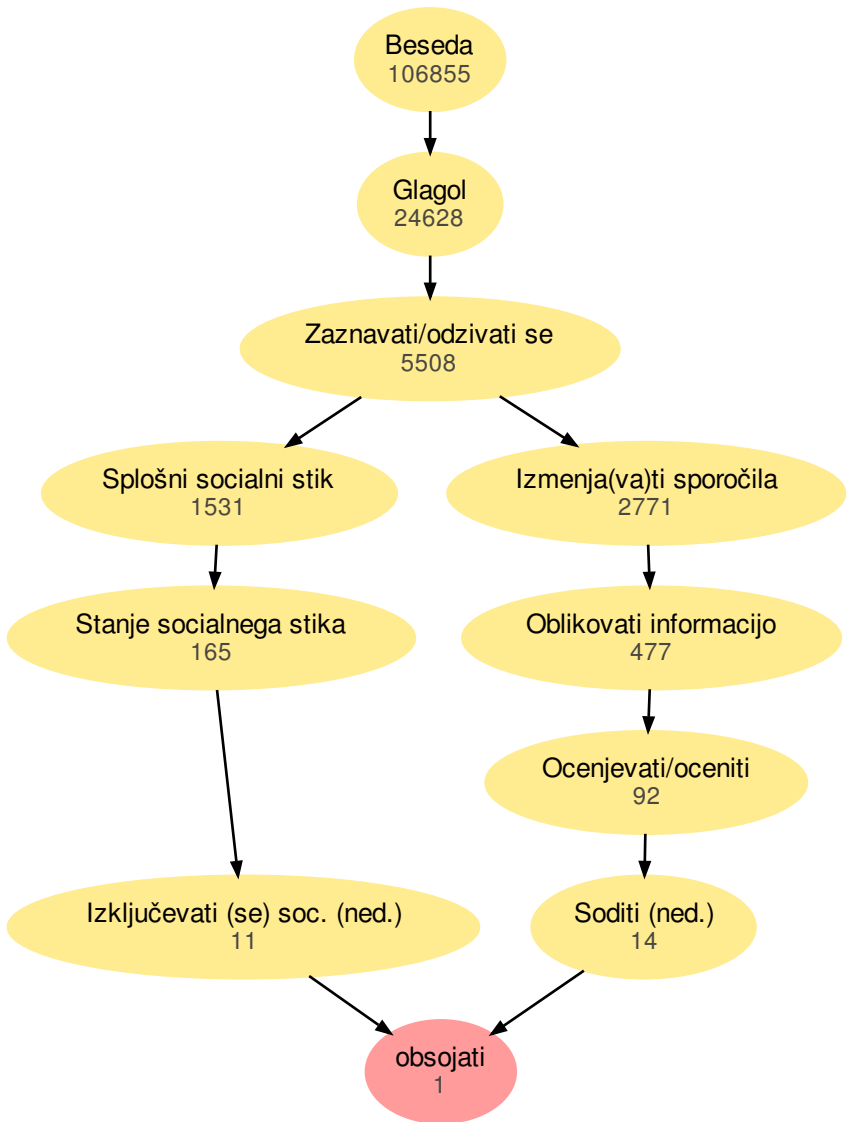 Beseda
106855
Glagol
24628
Zaznavati/odzivati se
5508
Splošni socialni stik
1531
Izmenja(va)ti sporočila
2771
Stanje socialnega stika
165
Oblikovati informacijo
477
Ocenjevati/oceniti
92
Izključevati (se) soc. (ned.)
11
Soditi (ned.)
14
obsojati
1